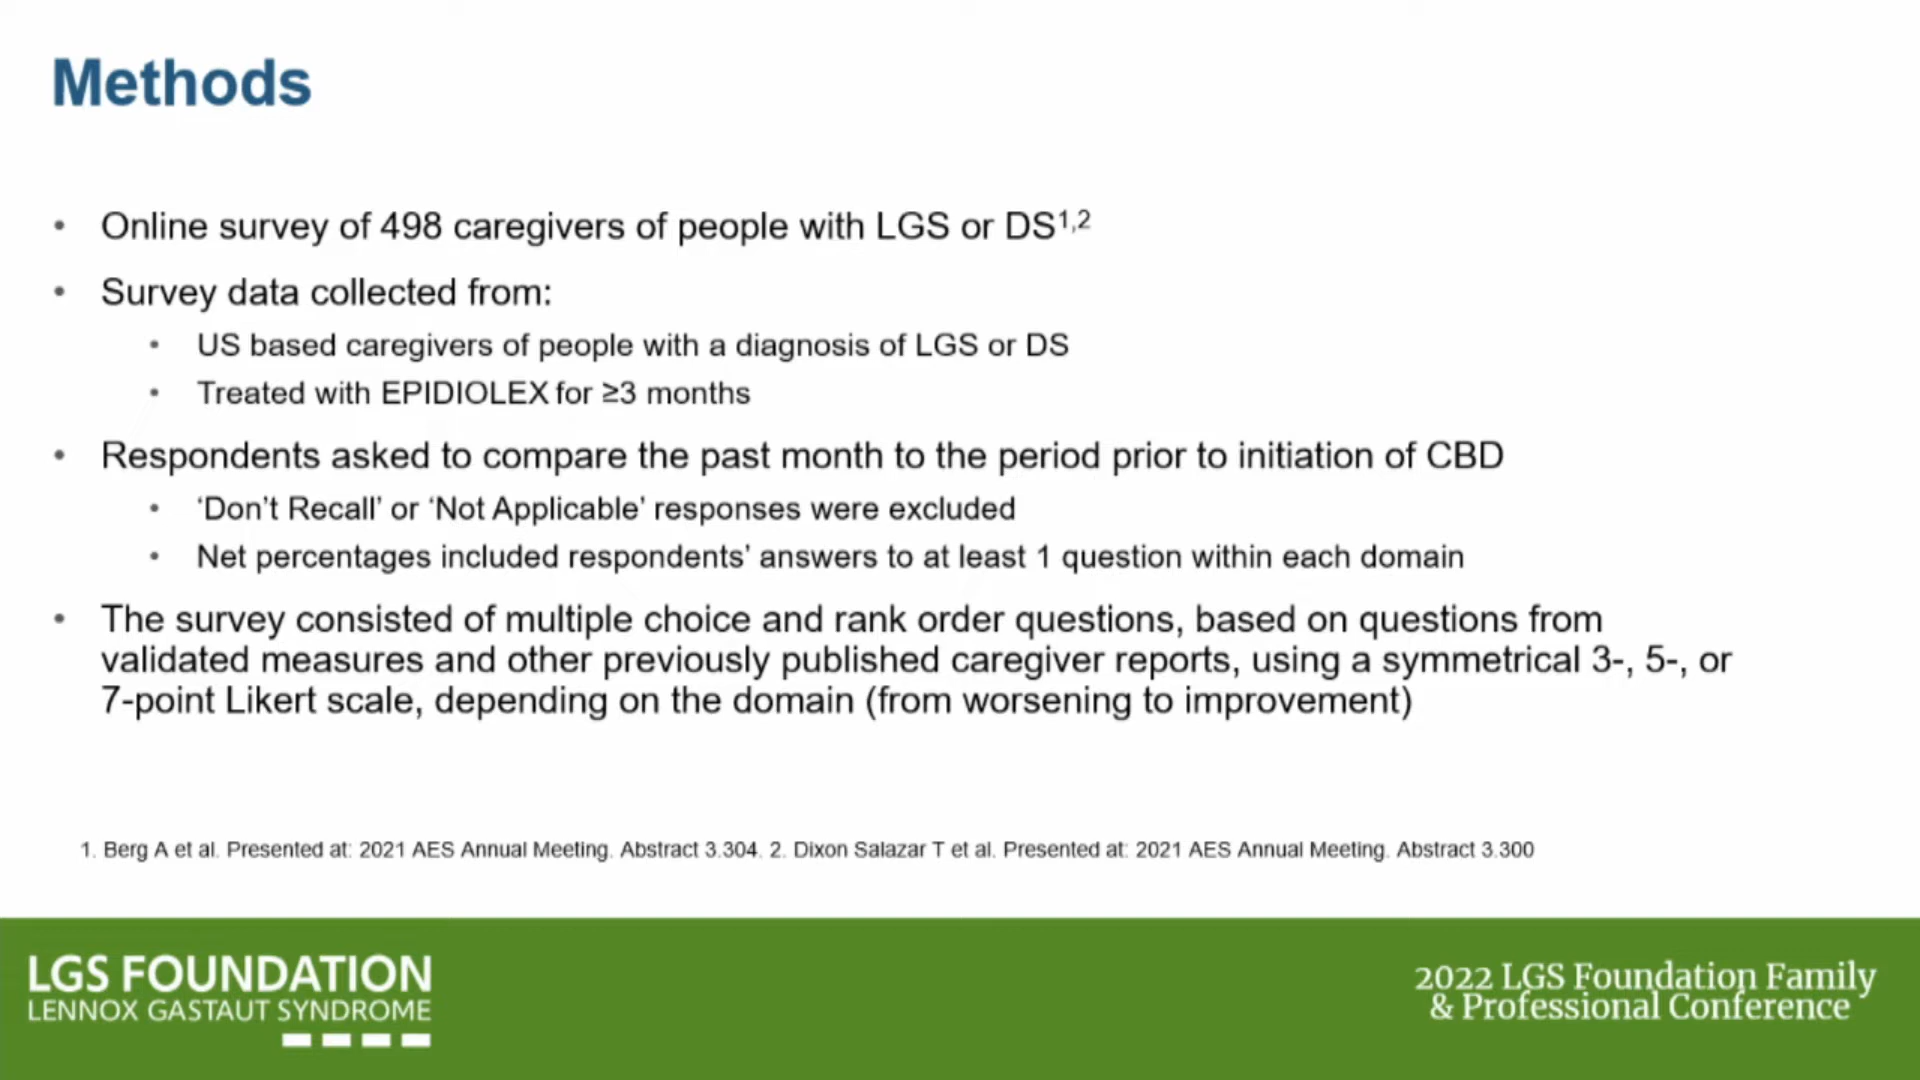 Methods
• Online survey of 498 caregivers of people with LGS or DS1,2
• Survey data collected from:
• US based caregivers of people with a diagnosis of LGS or DS
• Treated with EPIDIOLEX for ≥3 months
• Respondents asked to compare the past month to the period prior to initiation of CBD
• ‘Don’t Recall’ or ‘Not Applicable’ responses were excluded
• Net percentages included respondents’ answers to at least 1 question within each domain
• The survey consisted of multiple choice and rank order questions, based on questions from
validated measures and other previously published caregiver reports, using a symmetrical 3-, 5-, or
7-point Likert scale, depending on the domain (from worsening to improvement)
1. Berg A et al. Presented at: 2021 AES Annual Meeting. Abstract 3.304. 2. Dixon Salazar T et al. Presented at: 2021 AES Annual Meeting. Abstract 3.300
LGS FOUNDATION
LENNOX GASTAUT SYNDROME
2022 LGS Foundation Family
& Professional Conference